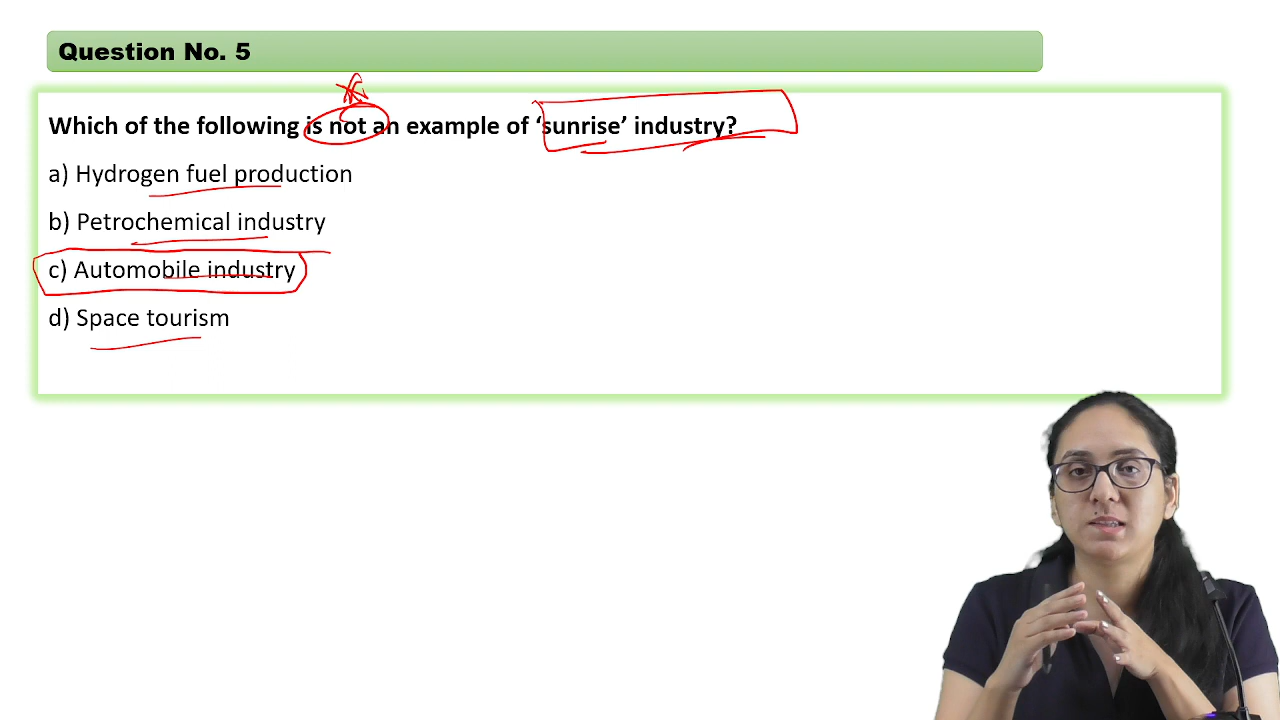 Question No. 5
Which of the following is not an example of ‘sunrise’ industry?
a) Hydrogen fuel production
b) Petrochemical industry
c) Automobile industry
d) Space tourism